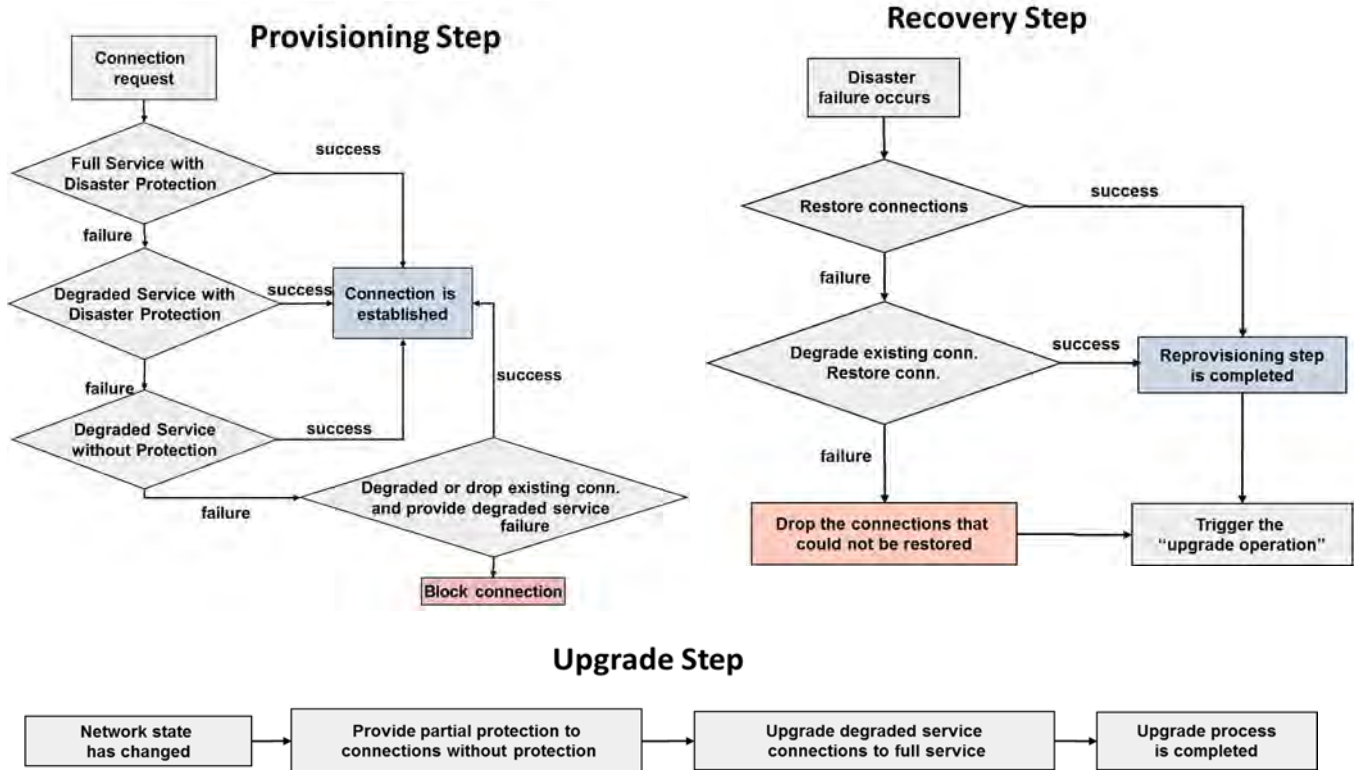 Provisioning Step
Connection
request
Full Service with
Disaster Protection
success
failure
Degraded Service with
Disaster Protection
success
Connection is
established
failure
Degraded Service
without Protection
success
success
failure
Degraded or drop existing conn.
and provide degraded service
failure
Block connection
Recovery Step
Disaster
failure occurs
Restore connections
success
failure
Degrade existing conn.
Restore conn.
success
Reprovisioning step
is completed
failure
Drop the connections that
could not be restored
Trigger the
“upgrade operation”
Upgrade Step
Network state
has changed
Provide partial protection to
connections without protection
Upgrade degraded service
connections to full service
Upgrade process
is completed